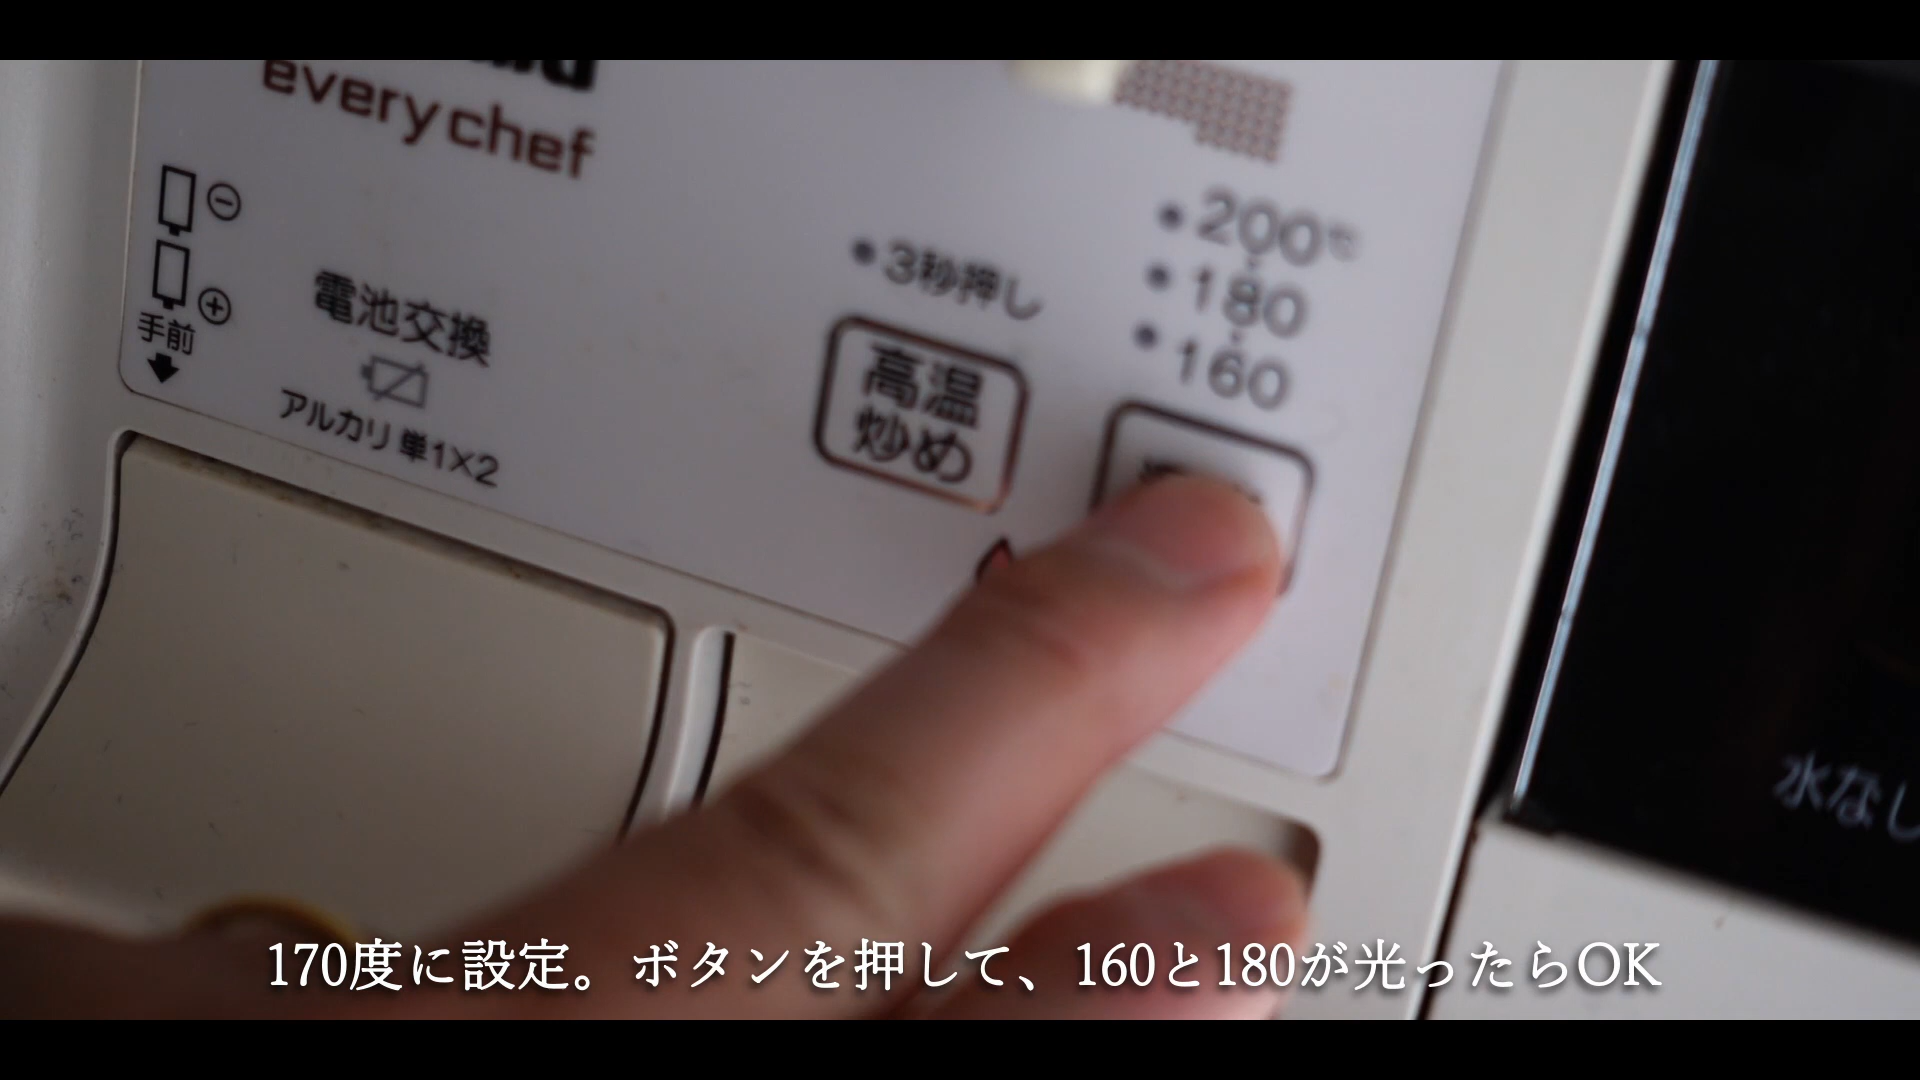 every chef
200℃
180
160
3秒押し
高温
炒め
手前
電池交換
アルカリ 単1×2
水なし
170度に設定。ボタンを押して、160と180が光ったらOK